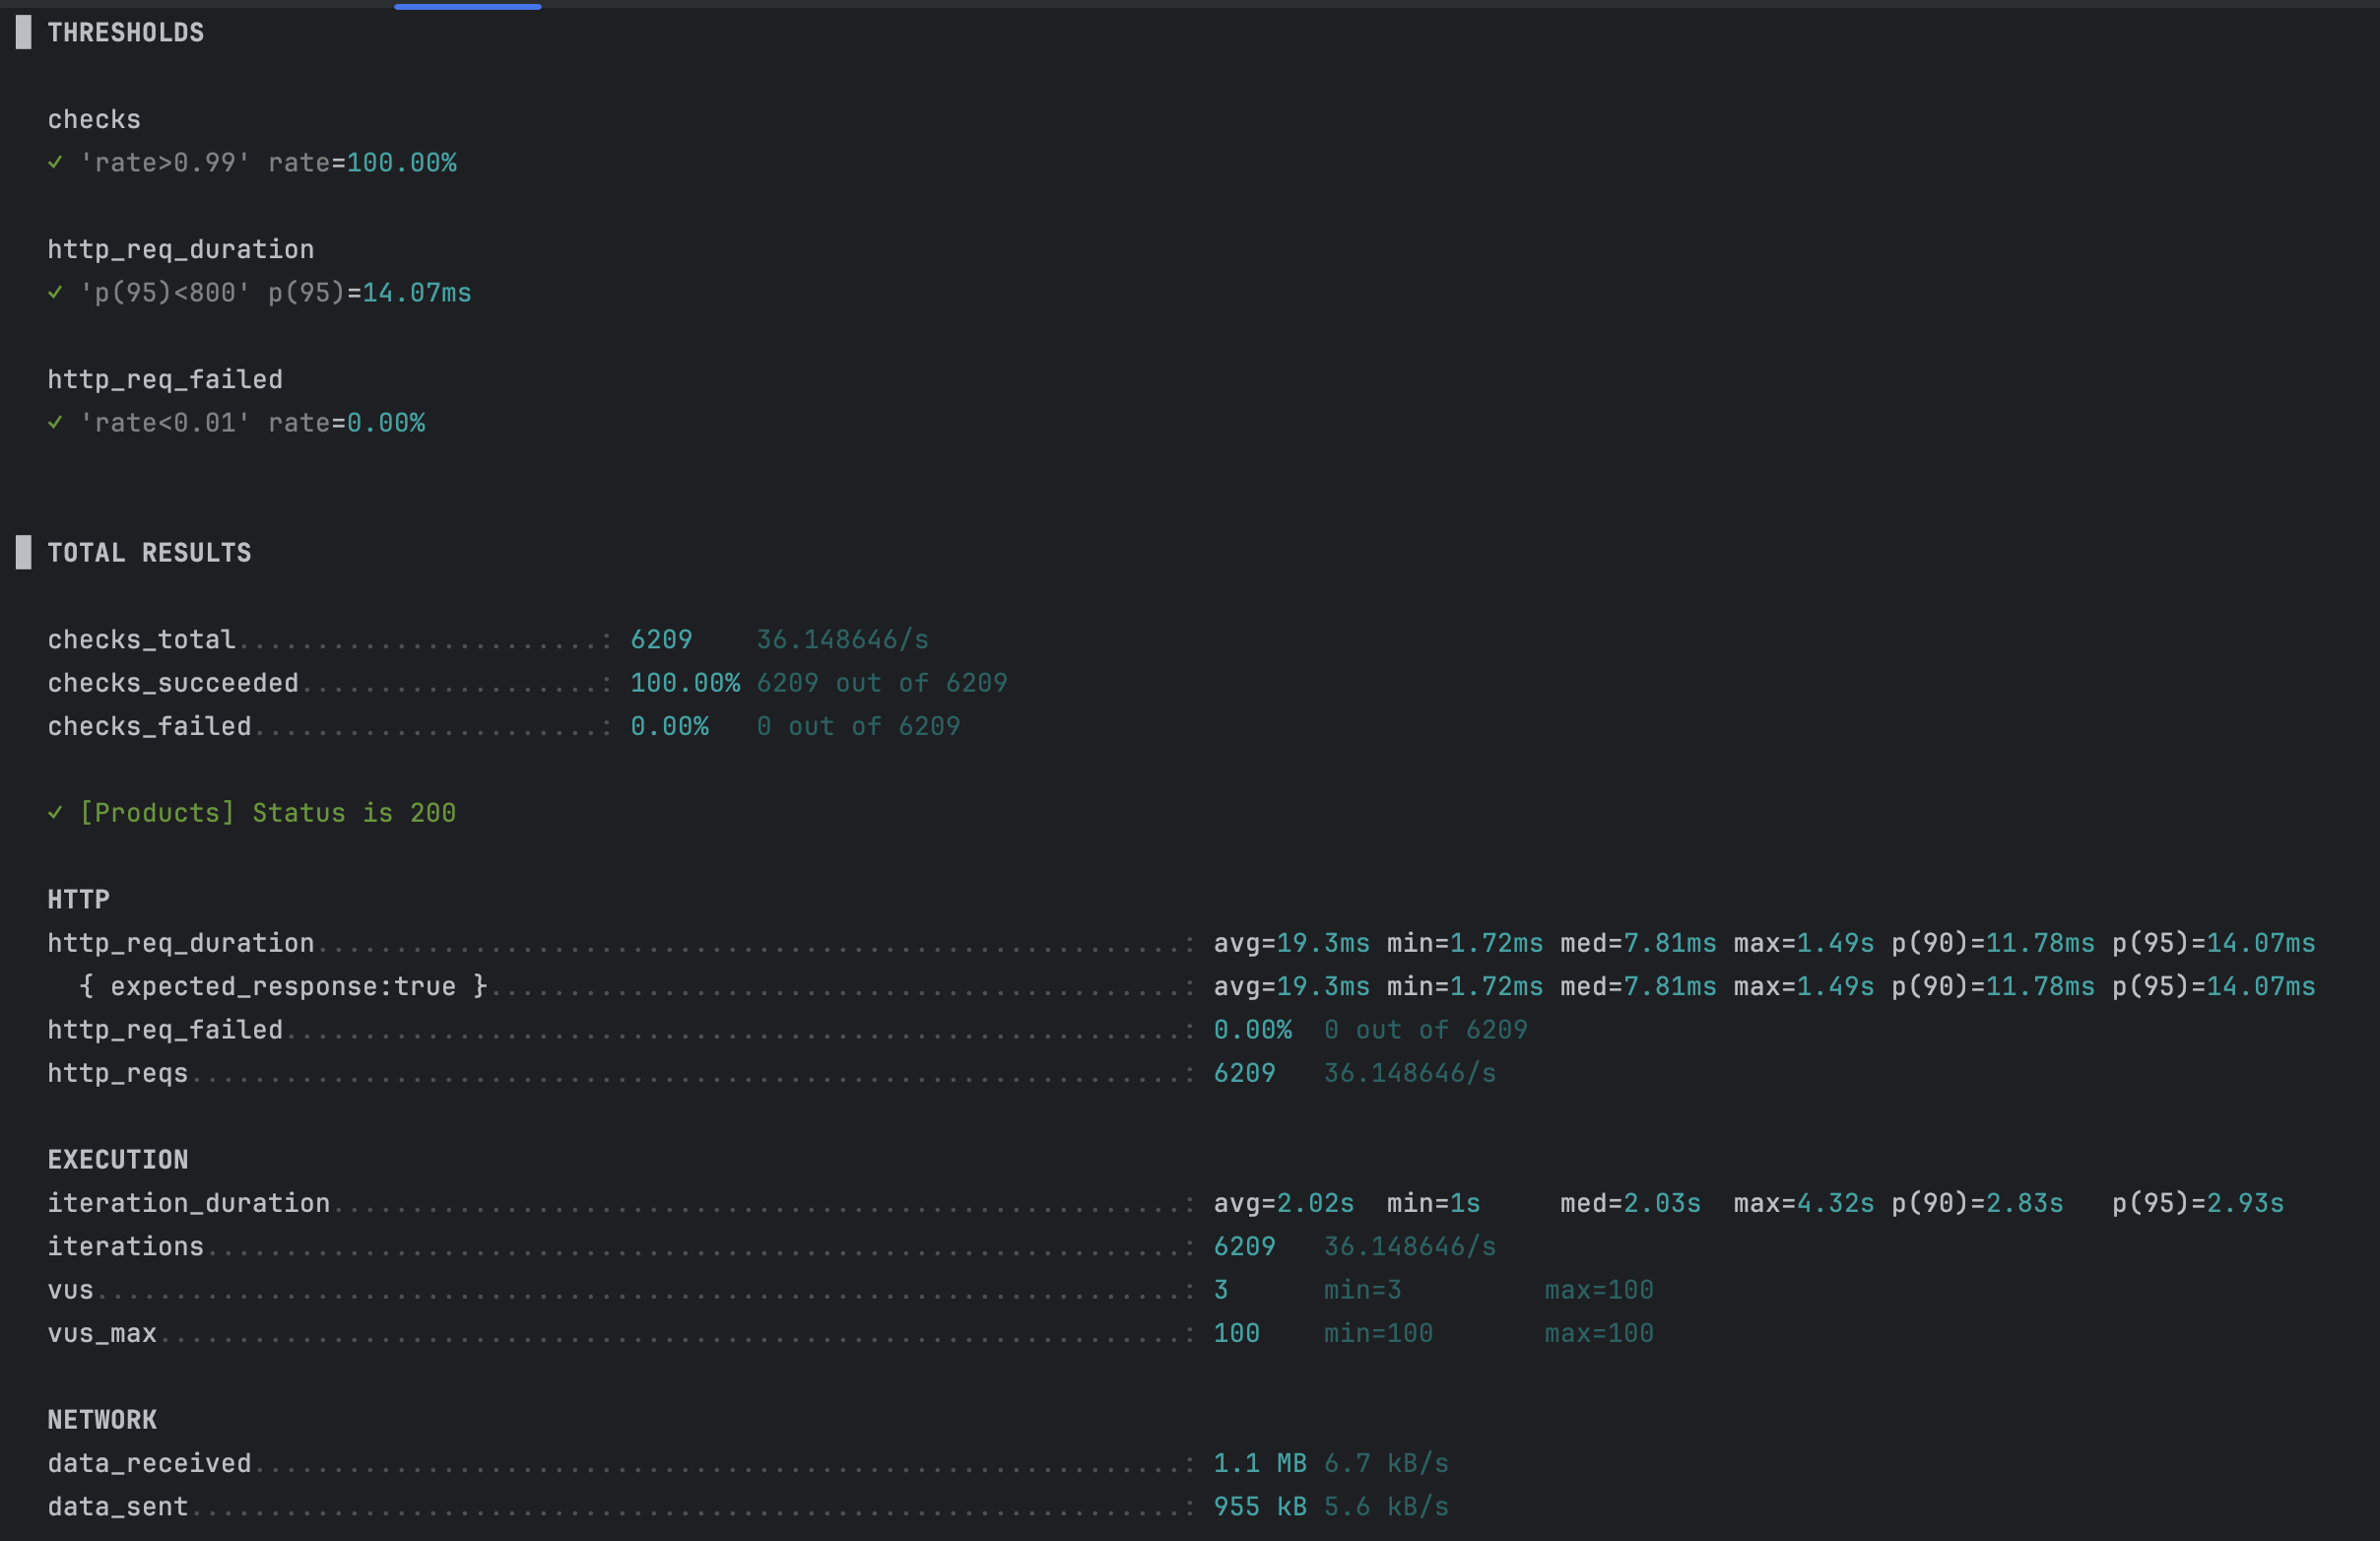 █ THRESHOLDS
checks
✓ 'rate>0.99' rate=100.00%
http_req_duration
✓ 'p(95)<800' p(95)=14.07ms
http_req_failed
✓ 'rate<0.01' rate=0.00%
█ TOTAL RESULTS
checks_total.......................: 6209 36.148646/s
checks_succeeded...................: 100.00% 6209 out of 6209
checks_failed......................: 0.00% 0 out of 6209
✓ [Products] Status is 200
HTTP
http_req_duration.......................................................: avg=19.3ms min=1.72ms med=7.81ms max=1.49s p(90)=11.78ms p(95)=14.07ms
{ expected_response:true }............................................: avg=19.3ms min=1.72ms med=7.81ms max=1.49s p(90)=11.78ms p(95)=14.07ms
http_req_failed.........................................................: 0.00% 0 out of 6209
http_reqs...............................................................: 6209 36.148646/s
EXECUTION
iteration_duration......................................................: avg=2.02s min=1s med=2.03s max=4.32s p(90)=2.83s p(95)=2.93s
iterations..............................................................: 6209 36.148646/s
vus.....................................................................: 3 min=3 max=100
vus_max.................................................................: 100 min=100 max=100
NETWORK
data_received...........................................................: 1.1 MB 6.7 kB/s
data_sent...............................................................: 955 kB 5.6 kB/s